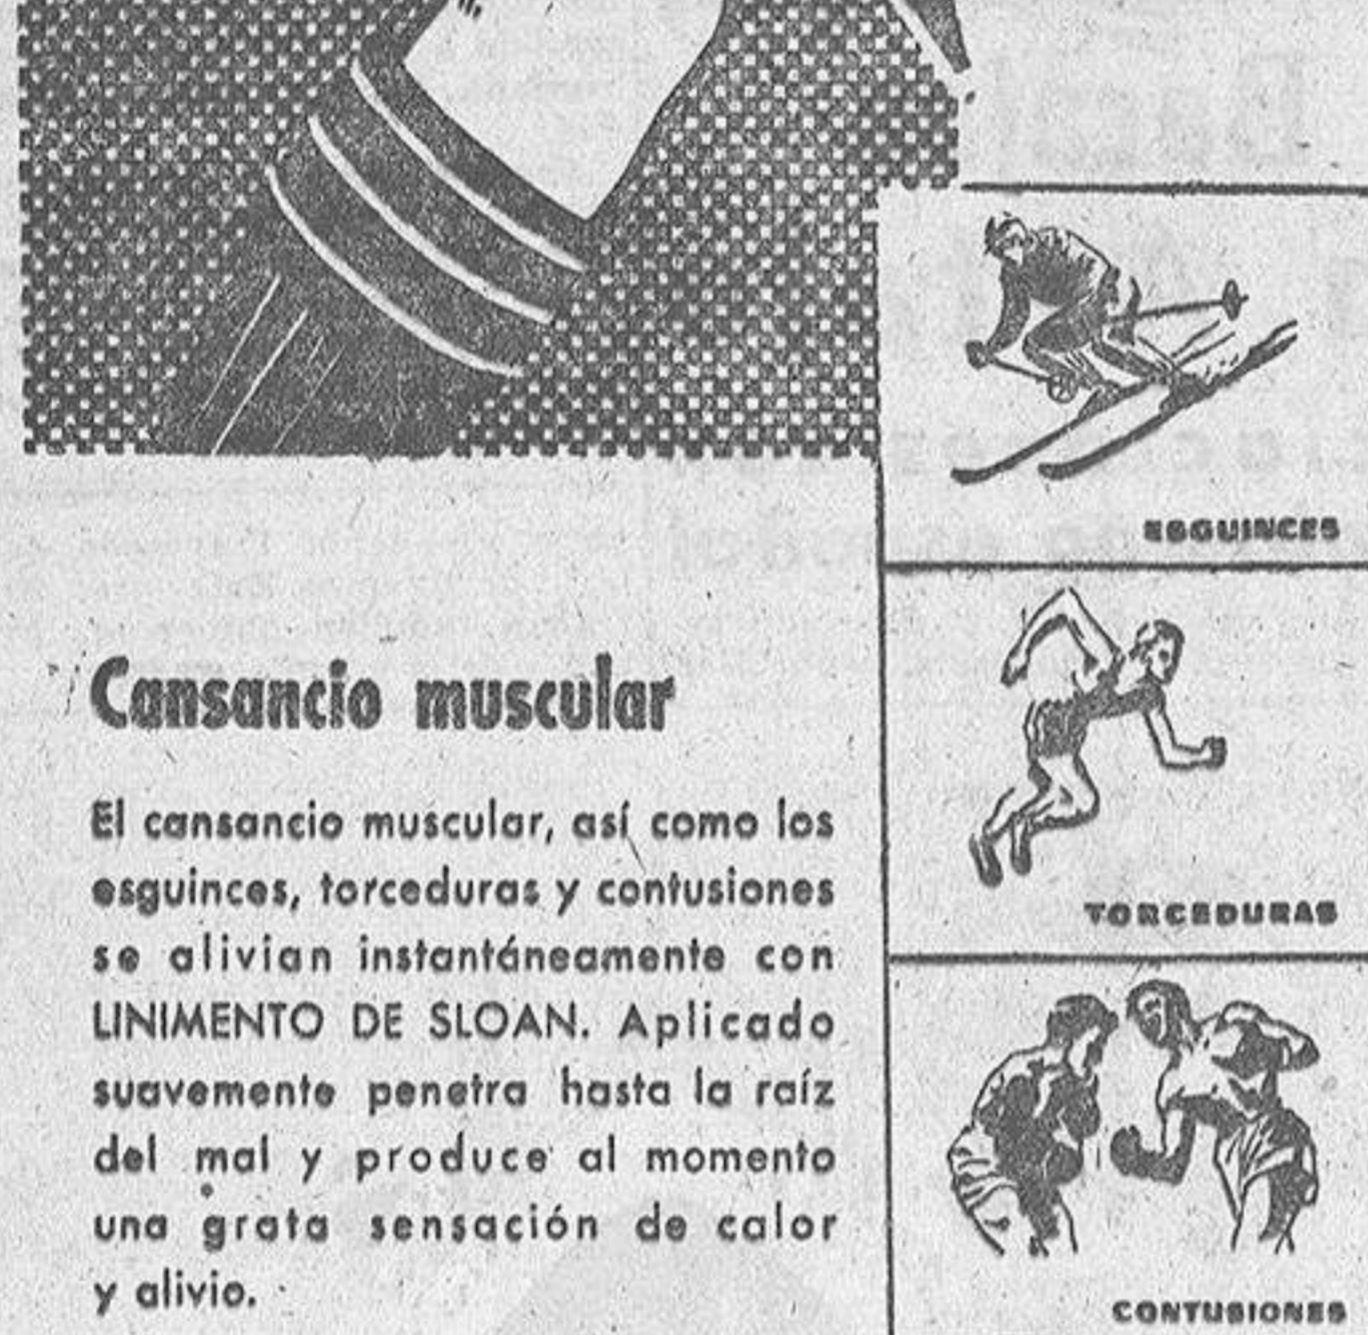 Cansancio muscular
El cansancio muscular, así como los
esguinces, torceduras y contusiones
se alivian instantáneamente con
LINIMENTO DE SLOAN. Aplicado
suavemente penetra hasta la raíz
del mal y produce al momento
una grata sensación de calor
y alivio.
ESGUINCES
TORCEDURAS
CONTUSIONES